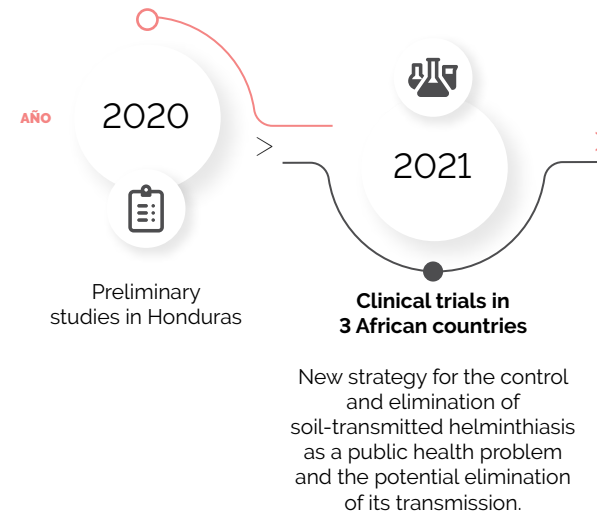 AÑO
2020
Preliminary
studies in Honduras
>
2021
Clinical trials in
3 African countries
New strategy for the control
and elimination of
soil-transmitted helminthiasis
as a public health problem
and the potential elimination
of its transmission.